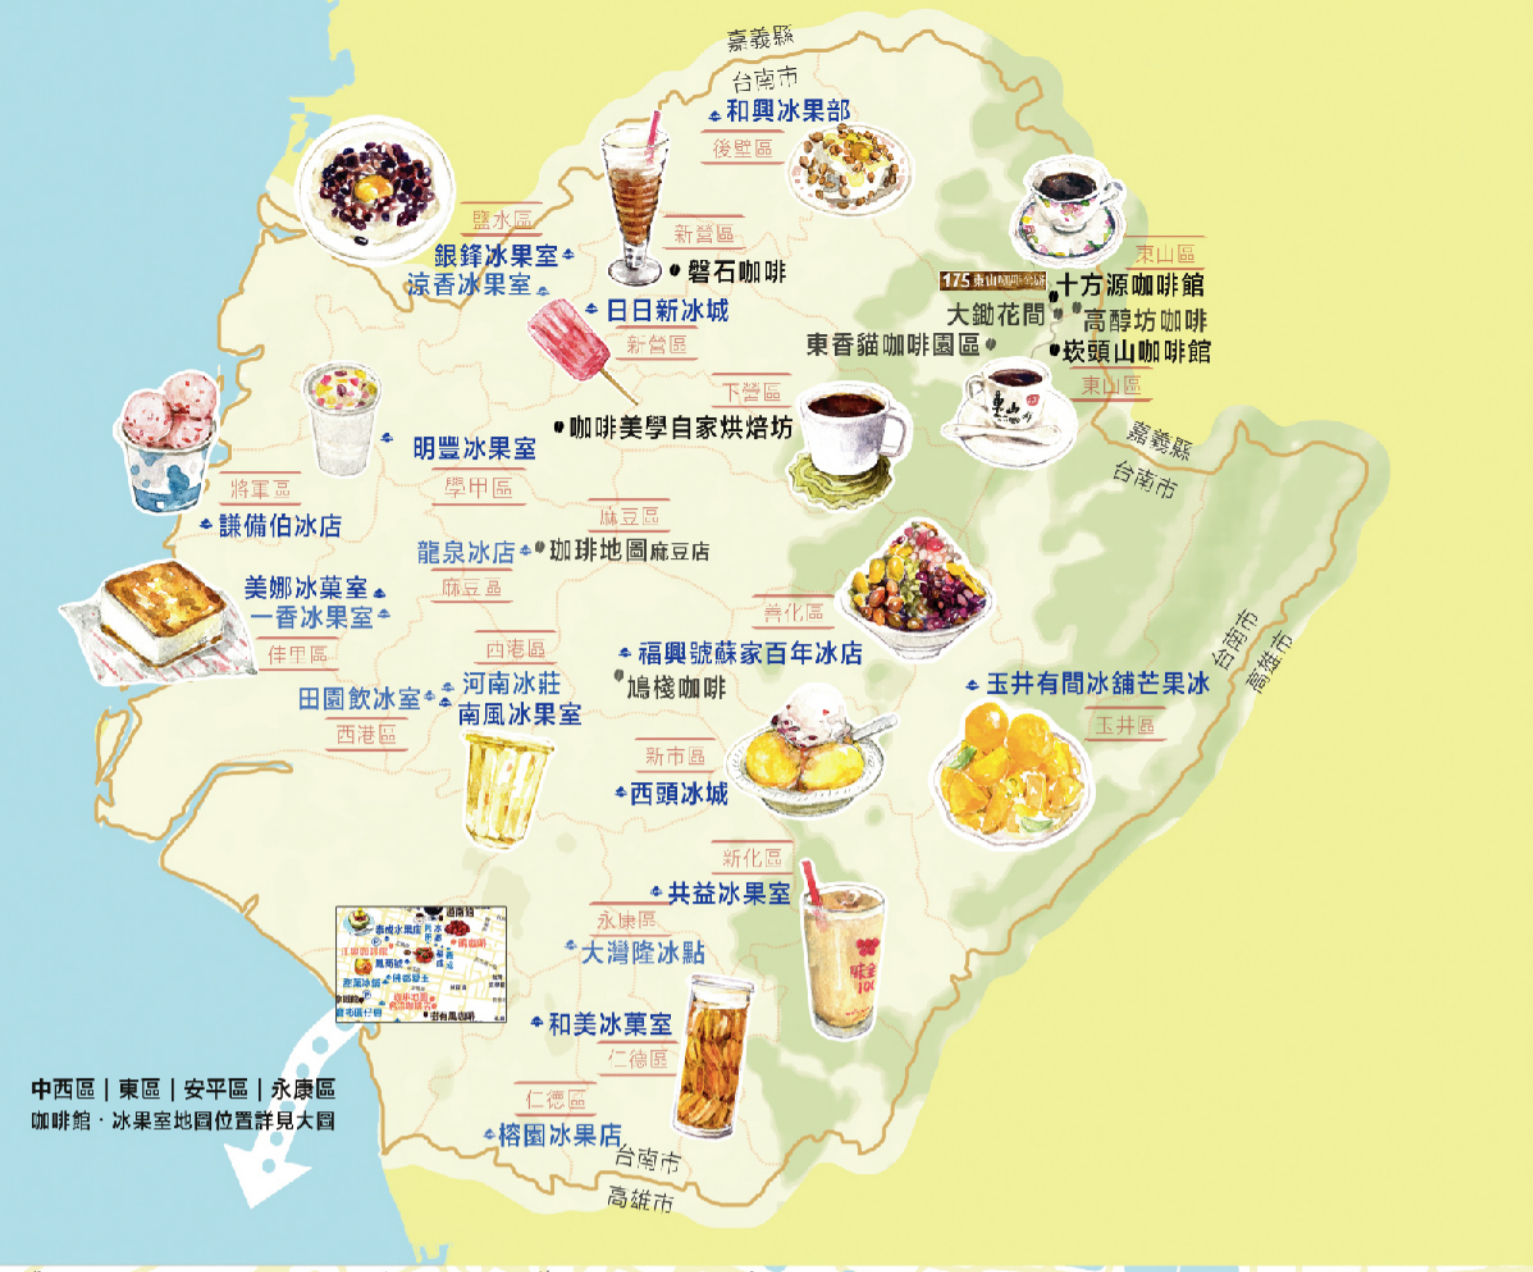 嘉義縣
台南市
和興冰果部
後壁區
鹽水區
銀鋒冰果室
涼香冰果室
新營區
磐石咖啡
日日新冰城
新營區
東山區
175東山咖啡公路
十方源咖啡館
大鋤花間
高醇坊咖啡
東香貓咖啡園區
崁頭山咖啡館
東山區
東山
下營區
咖啡美學自家烘焙坊
嘉義縣
台南市
明豐冰果室
學甲區
將軍區
謙備伯冰店
麻豆區
龍泉冰店
珈琲地圖麻豆店
麻豆區
美娜冰菓室
一香冰果室
佳里區
善化區
福興號蘇家百年冰店
鳩棧咖啡
台南市
高雄市
西港區
河南冰莊
田園飲冰室
南風冰果室
西港區
玉井有間冰舖芒果冰
玉井區
新市區
西頭冰城
新化區
共益冰果室
永康區
大灣隆冰點
味全
100
泰成水果店
鳳商號
和美冰菓室
仁德區
仁德區
榕園冰果店
台南市
高雄市
中西區｜東區｜安平區｜永康區
咖啡館．冰果室地圖位置詳見大圖